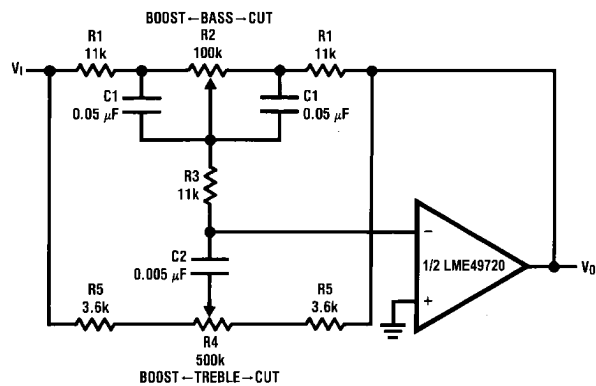 BOOST←BASS→CUT
R1
11k
R2
100k
R1
11k
VI
C1
0.05 µF
C1
0.05 µF
R3
11k
C2
0.005 µF
−
1/2 LME49720
+
VO
R5
3.6k
R5
3.6k
R4
500k
BOOST←TREBLE→CUT